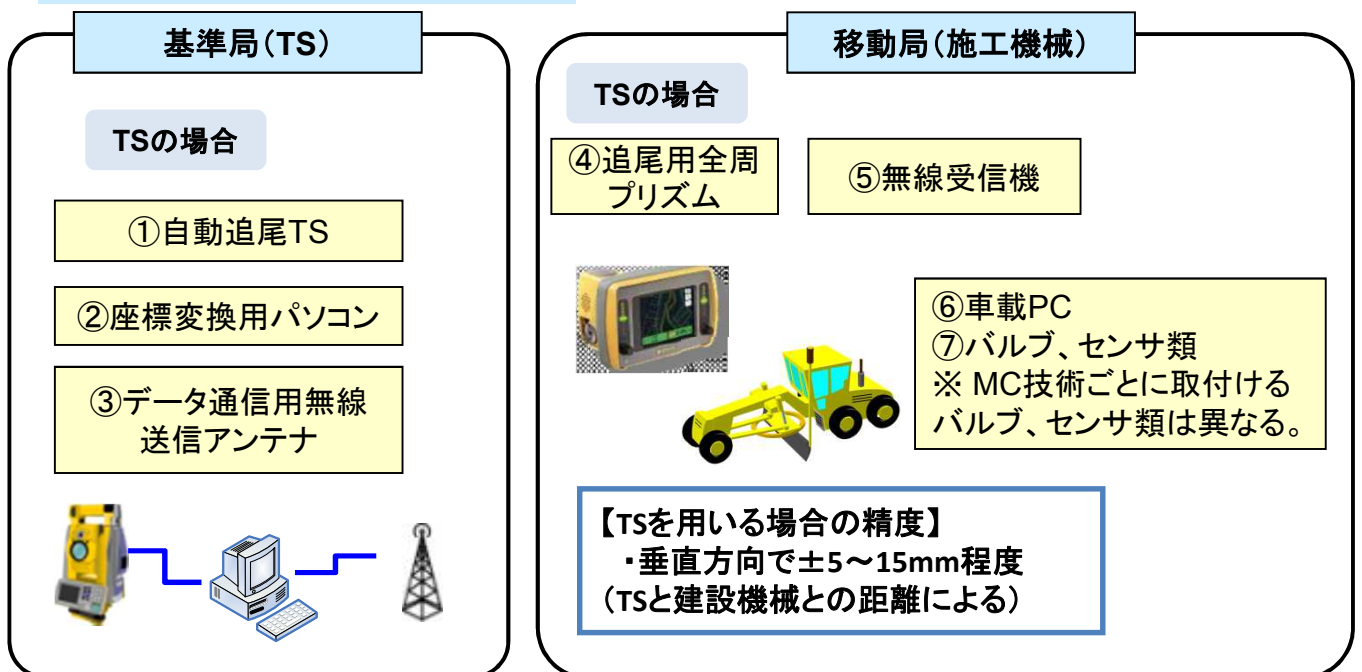 基準局(TS)
TSの場合
①自動追尾TS
②座標変換用パソコン
③データ通信用無線
送信アンテナ
移動局(施工機械)
TSの場合
④追尾用全周
プリズム
⑤無線受信機
⑥車載PC
⑦バルブ、センサ類
※ MC技術ごとに取付ける
バルブ、センサ類は異なる。
【TSを用いる場合の精度】
・垂直方向で±5~15mm程度
(TSと建設機械との距離による)